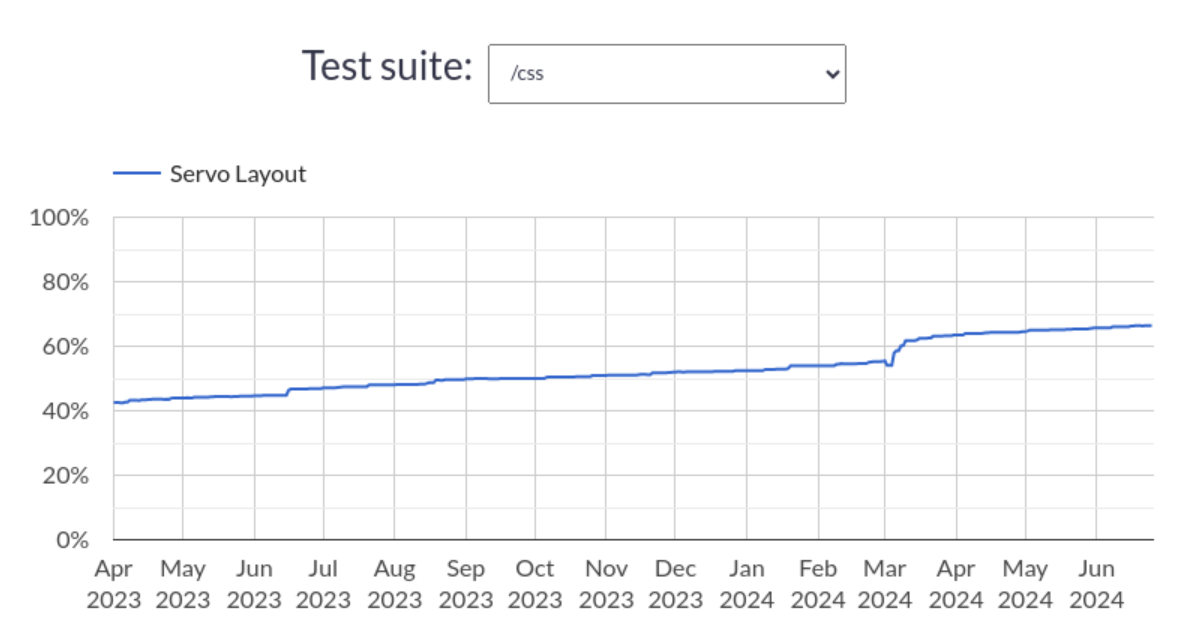 Test suite: /css
Servo Layout
100%
80%
60%
40%
20%
0%
Apr May Jun Jul Aug Sep Oct Nov Dec Jan Feb Mar Apr May Jun
2023 2023 2023 2023 2023 2023 2023 2023 2023 2024 2024 2024 2024 2024 2024